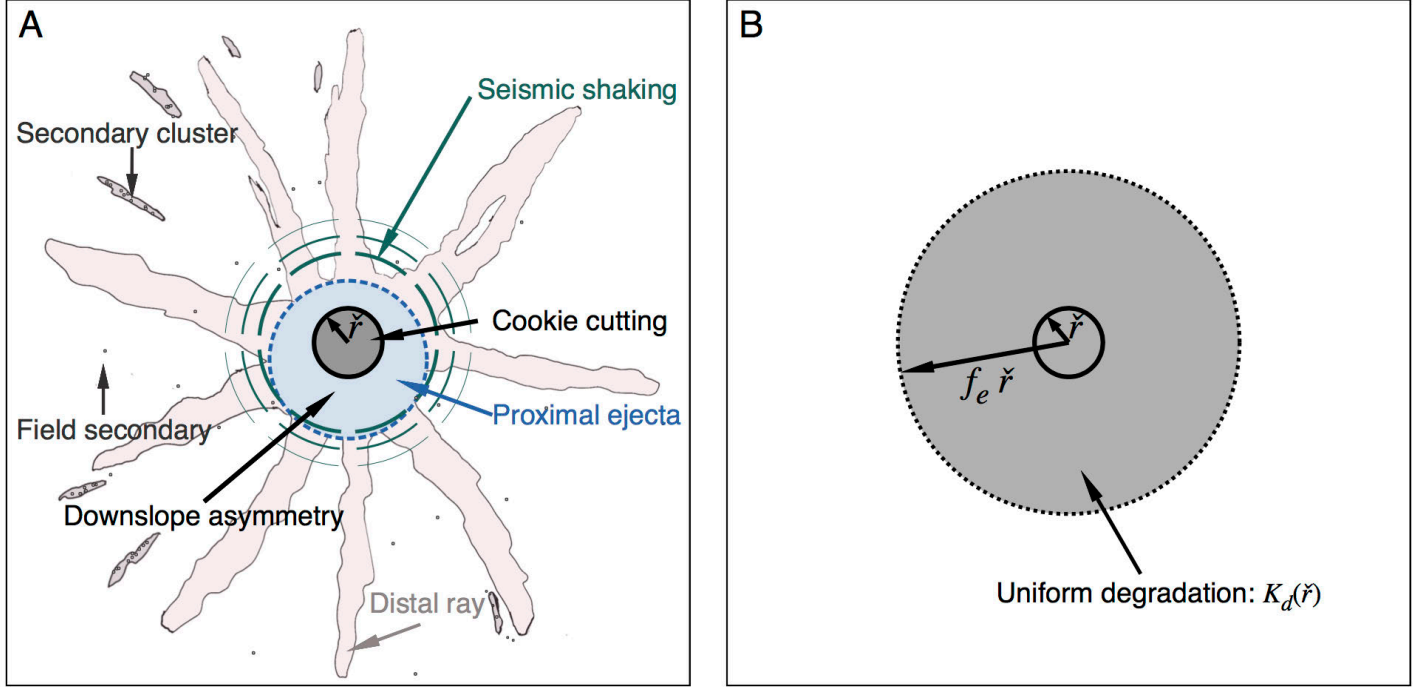 A
Seismic shaking
Secondary cluster
ř
Cookie cutting
Proximal ejecta
Field secondary
Downslope asymmetry
Distal ray
B
ř
f_e ř
Uniform degradation: K_d(ř)